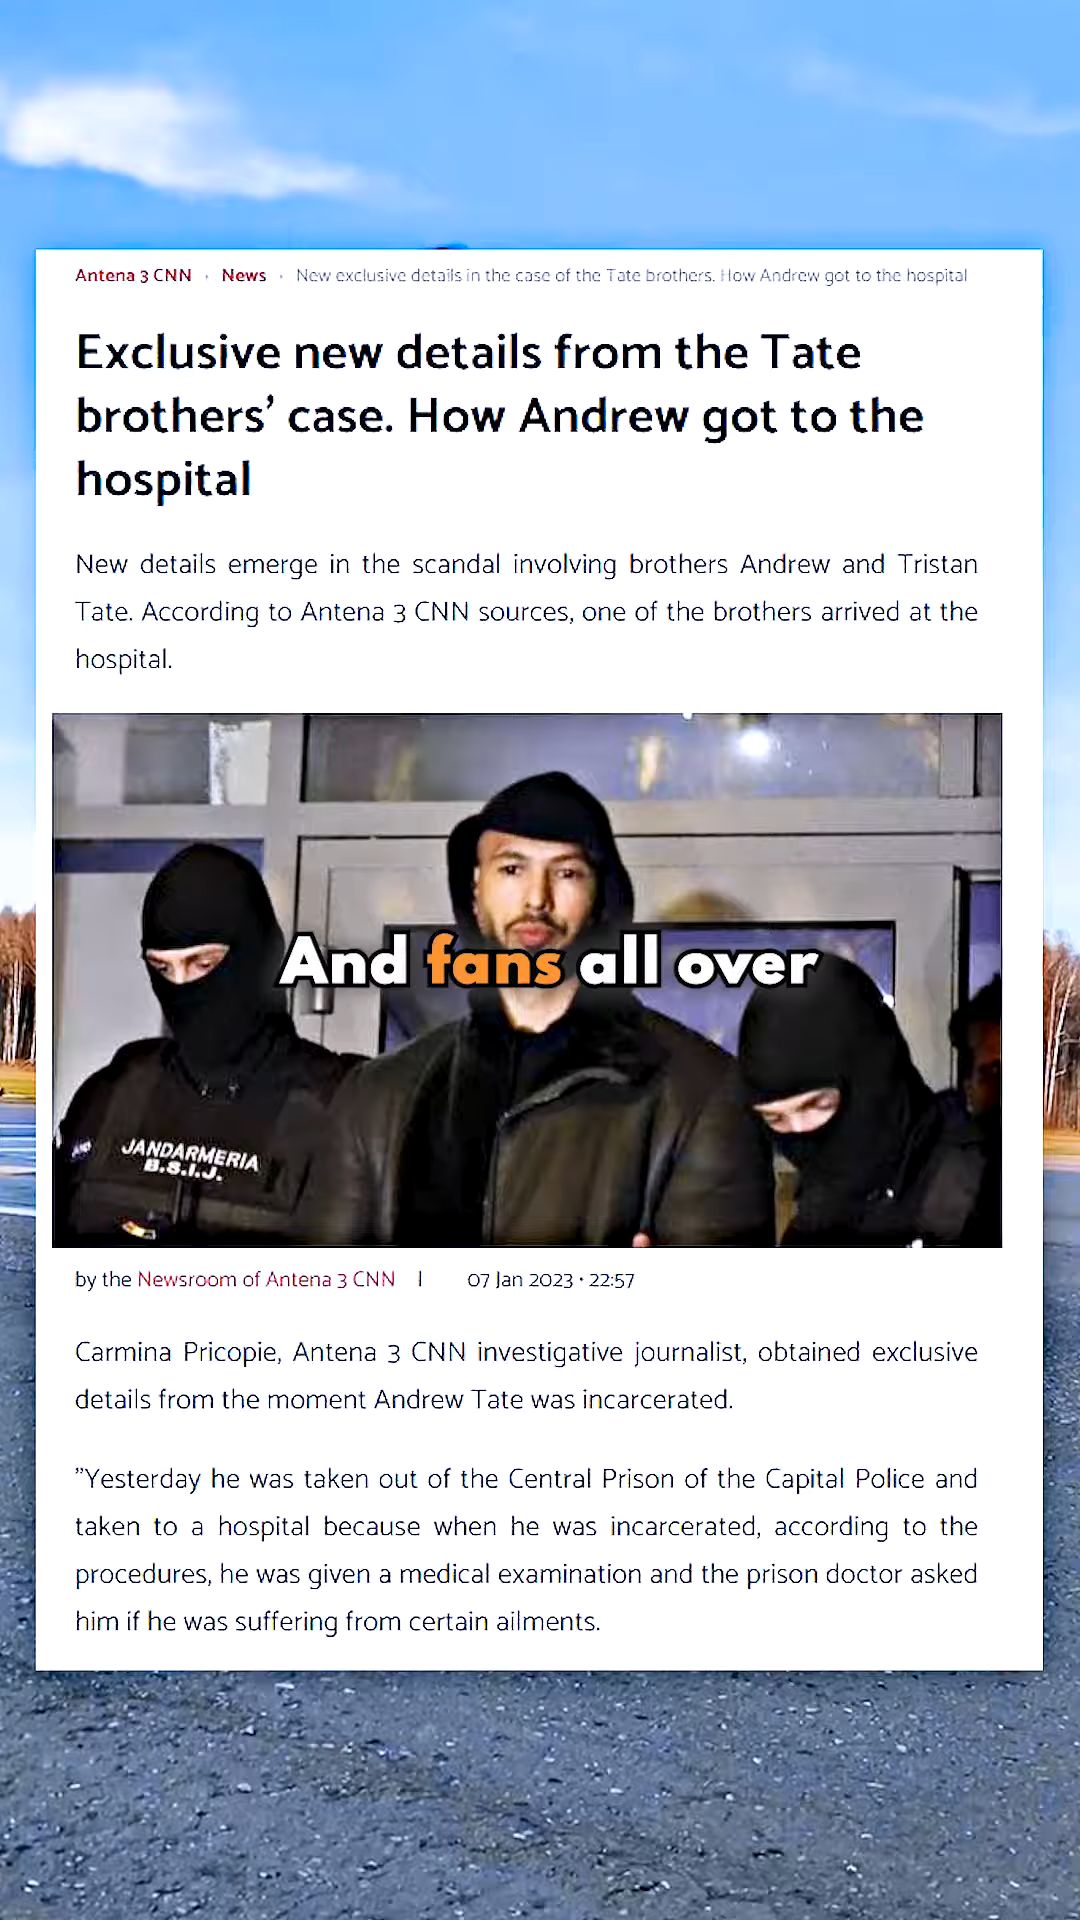 Antena 3 CNN › News › New exclusive details in the case of the Tate brothers. How Andrew got to the hospital
Exclusive new details from the Tate
brothers’ case. How Andrew got to the
hospital
New details emerge in the scandal involving brothers Andrew and Tristan
Tate. According to Antena 3 CNN sources, one of the brothers arrived at the
hospital.
And fans all over
JANDARMERIA
B.S.I.J.
by the Newsroom of Antena 3 CNN | 07 Jan 2023 • 22:57
Carmina Pricopie, Antena 3 CNN investigative journalist, obtained exclusive
details from the moment Andrew Tate was incarcerated.
”Yesterday he was taken out of the Central Prison of the Capital Police and
taken to a hospital because when he was incarcerated, according to the
procedures, he was given a medical examination and the prison doctor asked
him if he was suffering from certain ailments.